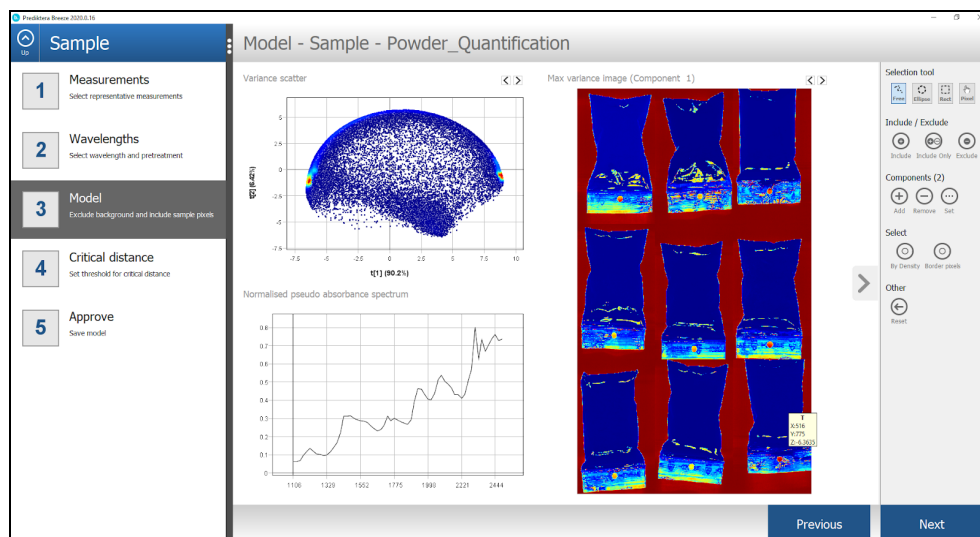 Prediktera Breeze 2020.0.16
Up
Sample
Model - Sample - Powder_Quantification
1
Measurements
Select representative measurements
2
Wavelengths
Select wavelength and pretreatment
3
Model
Exclude background and include sample pixels
4
Critical distance
Set threshold for critical distance
5
Approve
Save model
Variance scatter
t[2] (6.42%)
5
2.5
0
-2.5
-5
-7.5
-7.5 -5 -2.5 0 2.5 5 7.5 10
t[1] (90.2%)
Normalised pseudo absorbance spectrum
0.8
0.7
0.6
0.5
0.4
0.3
0.2
0.1
0
1106 1339 1552 1775 1998 2221 2444
Max variance image (Component 1)
T
X:516
Y:775
Z:-6.3635
Selection tool
Free Ellipse Rect Pixel
Include / Exclude
Include Include Only Exclude
Components (2)
Add Remove Set
Select
By Density Border pixels
Other
Reset
Previous Next